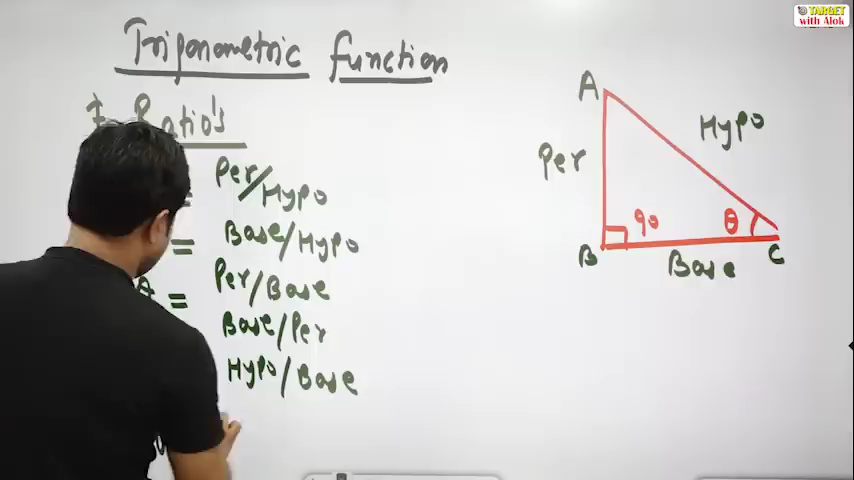 Trigonometric function
Ratio's
= Per/Hypo
= Base/Hypo
θ = Per/Base
Base/Per
Hypo/Base
A
Per
Hypo
90
θ
B
Base
C
TARGET
with Alok